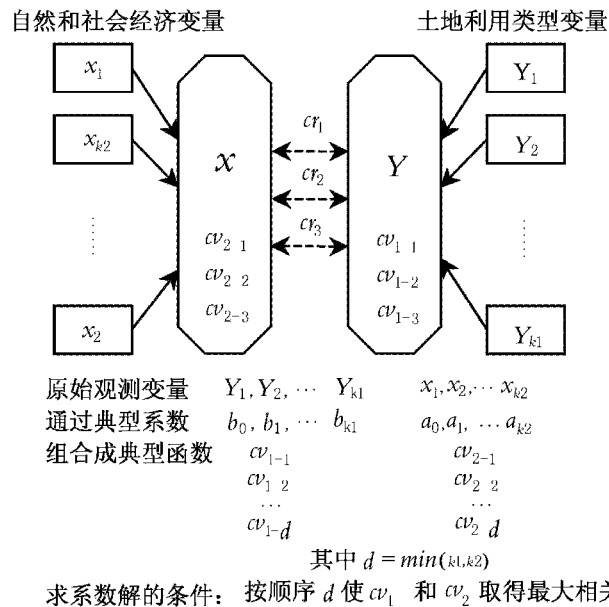 自然和社会经济变量 土地利用类型变量
x1 Y1
cr1
xk2 Y2
x Y
cr2
cr3
…… ……
cv2 1 cv1 1
cv2 2 cv1-2
cv2-3 cv1-3
x2 Yk1
原始观测变量 Y1, Y2, … Yk1 x1, x2, … xk2
通过典型系数 b0, b1, … bk1 a0, a1, … ak2
组合成典型函数 cv1-1 cv2-1
cv1 2 cv2 2
… …
cv1-d cv2 d
其中 d = min(k1,k2)
求系数解的条件： 按顺序 d 使 cv1 和 cv2 取得最大相关